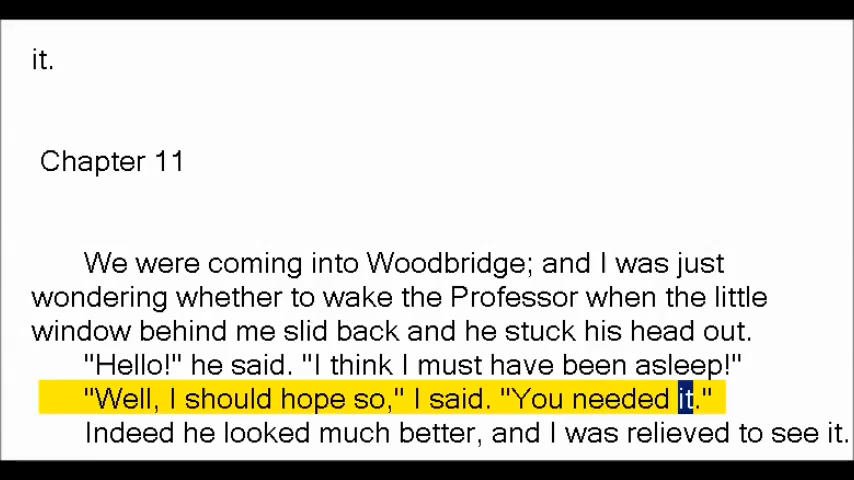 it.
Chapter 11
We were coming into Woodbridge; and I was just
wondering whether to wake the Professor when the little
window behind me slid back and he stuck his head out.
"Hello!" he said. "I think I must have been asleep!"
"Well, I should hope so," I said. "You needed it."
Indeed he looked much better, and I was relieved to see it.